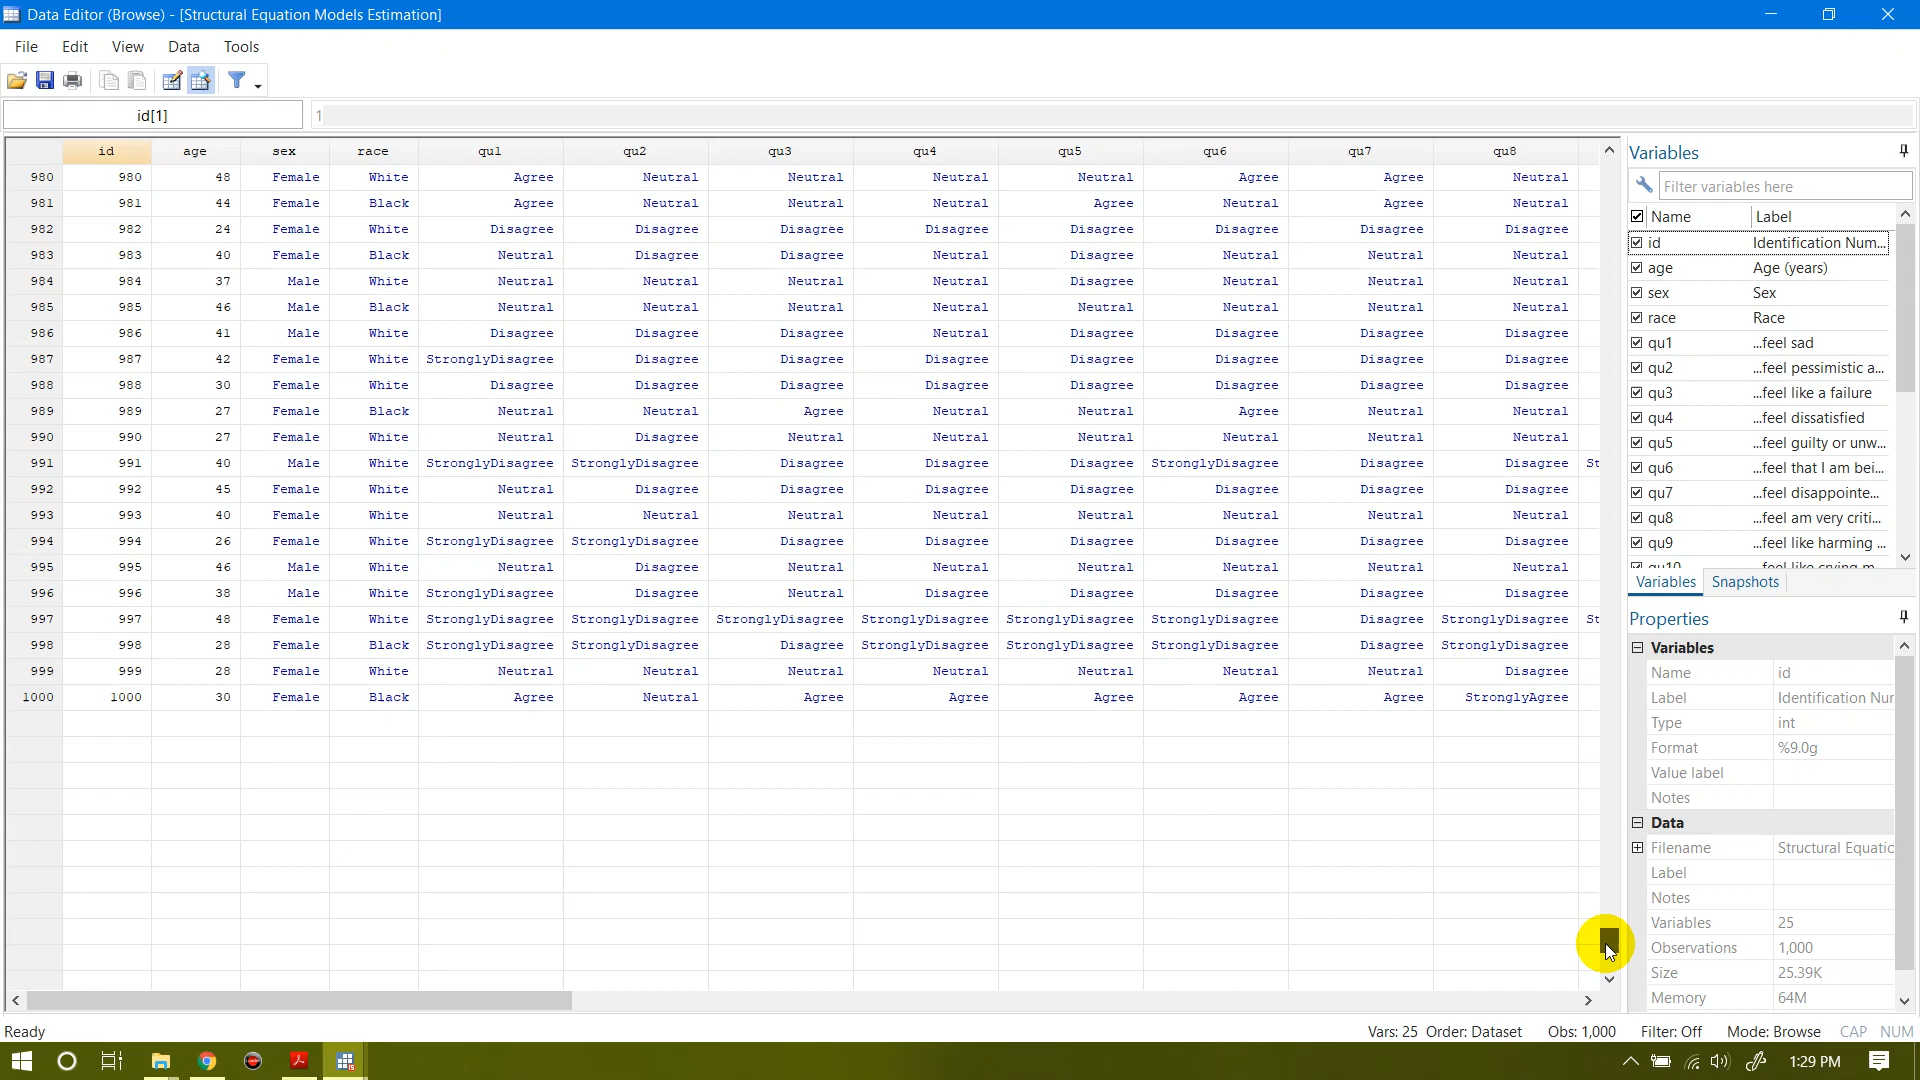 Data Editor (Browse) - [Structural Equation Models Estimation]
File Edit View Data Tools
id[1] 1
id age sex race qu1 qu2 qu3 qu4 qu5 qu6 qu7 qu8
980 980 48 Female White Agree Neutral Neutral Neutral Neutral Agree Agree Neutral
981 981 44 Female Black Agree Neutral Neutral Neutral Agree Neutral Agree Neutral
982 982 24 Female White Disagree Disagree Disagree Disagree Disagree Disagree Disagree Disagree
983 983 40 Female Black Neutral Disagree Disagree Neutral Disagree Neutral Neutral Neutral
984 984 37 Male White Neutral Neutral Neutral Neutral Disagree Neutral Neutral Neutral
985 985 46 Male Black Neutral Neutral Neutral Neutral Neutral Neutral Neutral Neutral
986 986 41 Male White Disagree Disagree Disagree Neutral Disagree Disagree Disagree Disagree
987 987 42 Female White StronglyDisagree Disagree Disagree Disagree Disagree Disagree Disagree Disagree
988 988 30 Female White Disagree Disagree Disagree Disagree Disagree Disagree Disagree Disagree
989 989 27 Female Black Neutral Neutral Agree Neutral Neutral Agree Neutral Neutral
990 990 27 Female White Neutral Disagree Neutral Neutral Neutral Neutral Neutral Neutral
991 991 40 Male White StronglyDisagree StronglyDisagree Disagree Disagree Disagree StronglyDisagree Disagree Disagree St
992 992 45 Female White Neutral Disagree Disagree Disagree Disagree Disagree Disagree Disagree
993 993 40 Female White Neutral Neutral Neutral Neutral Neutral Neutral Neutral Neutral
994 994 26 Female White StronglyDisagree StronglyDisagree Disagree Disagree Disagree Disagree Disagree Disagree
995 995 46 Male White Neutral Disagree Neutral Neutral Neutral Neutral Neutral Neutral
996 996 38 Male White StronglyDisagree Disagree Neutral Disagree Disagree Disagree Disagree Disagree
997 997 48 Female White StronglyDisagree StronglyDisagree StronglyDisagree StronglyDisagree StronglyDisagree StronglyDisagree Disagree StronglyDisagree St
998 998 28 Female Black StronglyDisagree StronglyDisagree Disagree StronglyDisagree StronglyDisagree StronglyDisagree Disagree StronglyDisagree
999 999 28 Female White Neutral Neutral Neutral Neutral Neutral Neutral Neutral Disagree
1000 1000 30 Female Black Agree Neutral Agree Agree Agree Agree Agree StronglyAgree
Variables
Filter variables here
Name Label
id Identification Num...
age Age (years)
sex Sex
race Race
qu1 ...feel sad
qu2 ...feel pessimistic a...
qu3 ...feel like a failure
qu4 ...feel dissatisfied
qu5 ...feel guilty or unw...
qu6 ...feel that I am bei...
qu7 ...feel disappointe...
qu8 ...feel am very criti...
qu9 ...feel like harming ...
qu10 ...feel like crying m...
Variables Snapshots
Properties
Variables
Name id
Label Identification Nur
Type int
Format %9.0g
Value label
Notes
Data
Filename Structural Equatic
Label
Notes
Variables 25
Observations 1,000
Size 25.39K
Memory 64M
Ready Vars: 25 Order: Dataset Obs: 1,000 Filter: Off Mode: Browse CAP NUM
1:29 PM